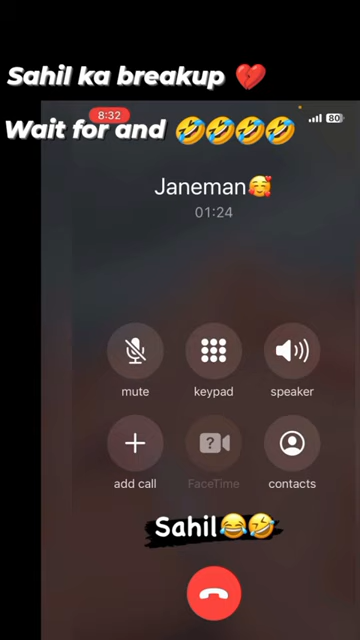 Sahil ka breakup 💔
8:32
80
Wait for and 🤣🤣🤣🤣
Janeman🥰
01:24
mute keypad speaker
add call FaceTime contacts
Sahil😂🤣